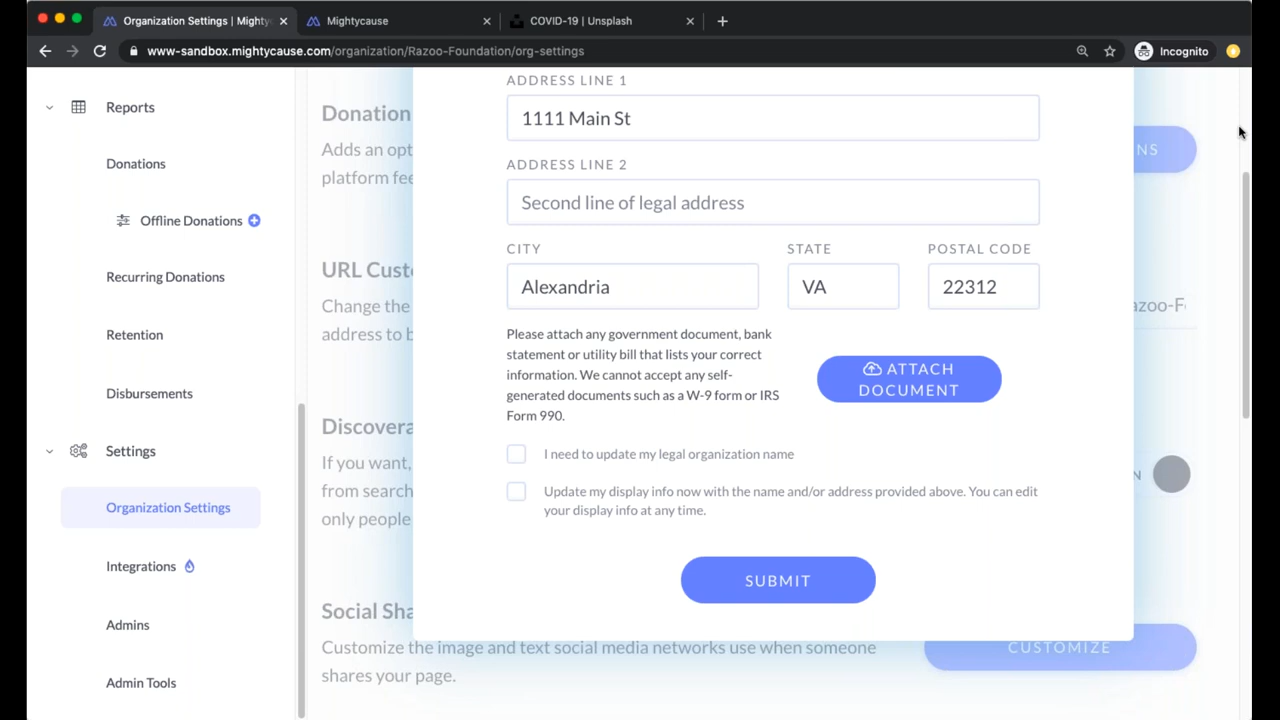 Organization Settings | Mighty
Mightycause
COVID-19 | Unsplash
www-sandbox.mightycause.com/organization/Razoo-Foundation/org-settings
Incognito
Reports
Donations
Offline Donations
Recurring Donations
Retention
Disbursements
Settings
Organization Settings
Integrations
Admins
Admin Tools
Donation
Adds an opt
platform fee
NS
URL Cust
Change the
address to b
azoo-F
Discovera
If you want,
from search
only people
N
Social Sha
Customize the image and text social media networks use when someone
shares your page.
CUSTOMIZE
ADDRESS LINE 1
1111 Main St
ADDRESS LINE 2
Second line of legal address
CITY STATE POSTAL CODE
Alexandria VA 22312
Please attach any government document, bank
statement or utility bill that lists your correct
information. We cannot accept any self-
generated documents such as a W-9 form or IRS
Form 990.
ATTACH
DOCUMENT
I need to update my legal organization name
Update my display info now with the name and/or address provided above. You can edit
your display info at any time.
SUBMIT